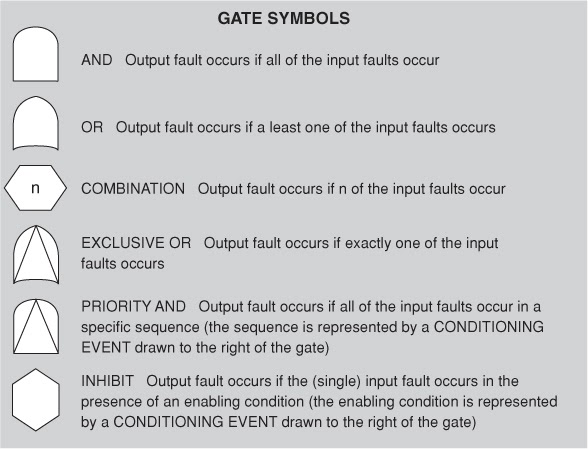 GATE SYMBOLS
AND Output fault occurs if all of the input faults occur
OR Output fault occurs if a least one of the input faults occurs
n COMBINATION Output fault occurs if n of the input faults occur
EXCLUSIVE OR Output fault occurs if exactly one of the input
faults occurs
PRIORITY AND Output fault occurs if all of the input faults occur in a
specific sequence (the sequence is represented by a CONDITIONING
EVENT drawn to the right of the gate)
INHIBIT Output fault occurs if the (single) input fault occurs in the
presence of an enabling condition (the enabling condition is represented
by a CONDITIONING EVENT drawn to the right of the gate)